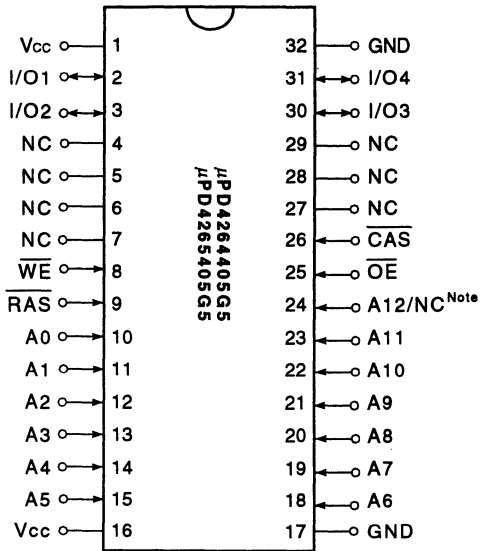 Vcc 1 32 GND
I/O1 2 31 I/O4
I/O2 3 30 I/O3
NC 4 29 NC
NC 5 28 NC
NC 6 27 NC
NC 7 26 CAS
WE 8 25 OE
RAS 9 24 A12/NC Note
A0 10 23 A11
A1 11 22 A10
A2 12 21 A9
A3 13 20 A8
A4 14 19 A7
A5 15 18 A6
Vcc 16 17 GND
µPD4264405G5
µPD4265405G5